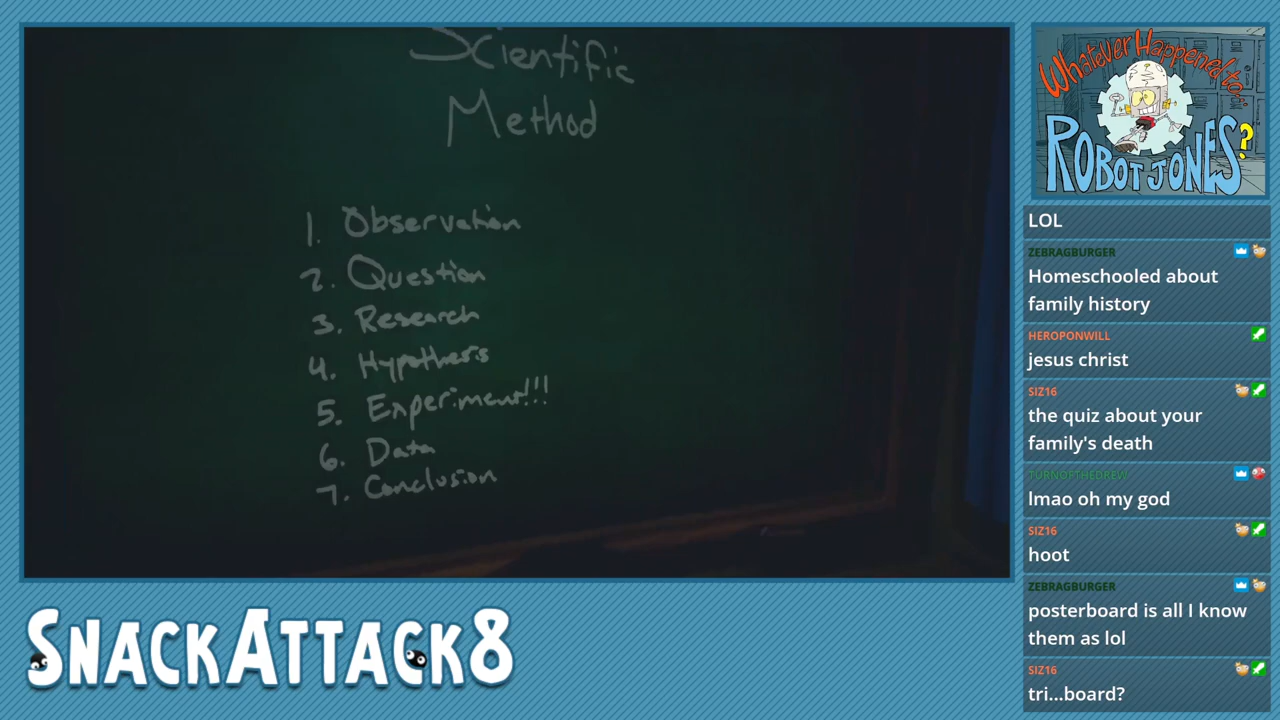 Scientific
Method
1. Observation
2. Question
3. Research
4. Hypothesis
5. Experiment!!!
6. Data
7. Conclusion
SNACKATTACK8
Whatever Happened to...
ROBOT JONES?
LOL
ZEBRAGBURGER
Homeschooled about
family history
HEROPONWILL
jesus christ
SIZ16
the quiz about your
family's death
TURNOFTHEDREW
lmao oh my god
SIZ16
hoot
ZEBRAGBURGER
posterboard is all I know
them as lol
SIZ16
tri...board?